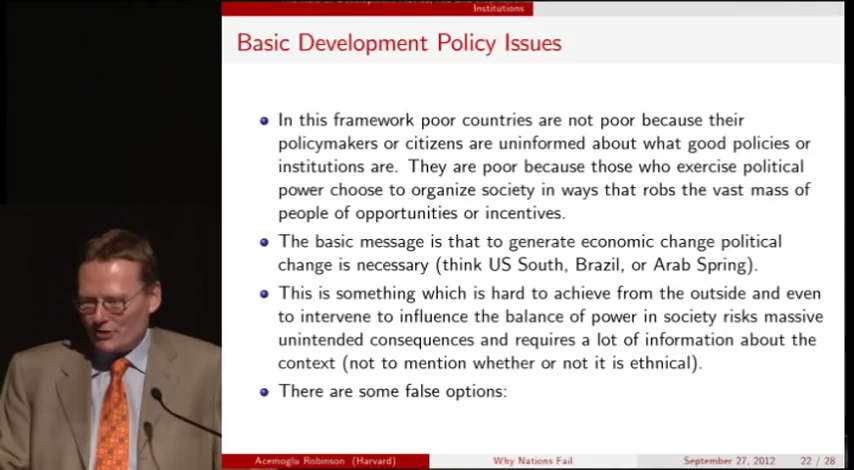 Institutions
Basic Development Policy Issues
In this framework poor countries are not poor because their
policymakers or citizens are uninformed about what good policies or
institutions are. They are poor because those who exercise political
power choose to organize society in ways that robs the vast mass of
people of opportunities or incentives.
The basic message is that to generate economic change political
change is necessary (think US South, Brazil, or Arab Spring).
This is something which is hard to achieve from the outside and even
to intervene to influence the balance of power in society risks massive
unintended consequences and requires a lot of information about the
context (not to mention whether or not it is ethnical).
There are some false options:
Acemoglu Robinson (Harvard) Why Nations Fail September 27, 2012 22 / 28